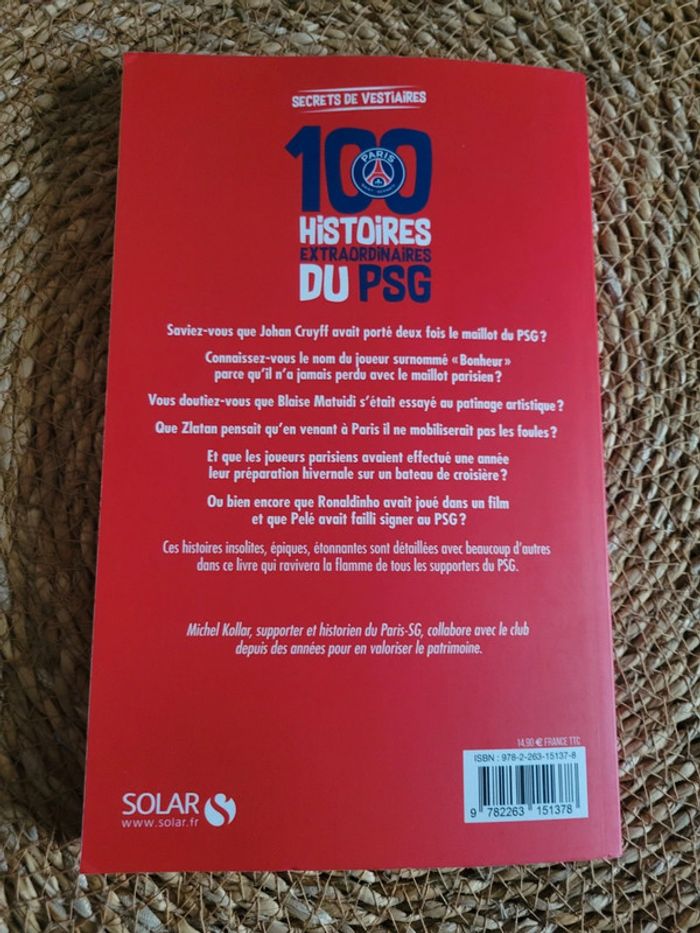 SECRETS DE VESTIAIRES
100
PARIS
HISTOIRES
EXTRAORDINAIRES
DU PSG
Saviez-vous que Johan Cruyff avait porté deux fois le maillot du PSG ?
Connaissez-vous le nom du joueur surnommé « Bonheur »
parce qu'il n'a jamais perdu avec le maillot parisien ?
Vous doutiez-vous que Blaise Matuidi s'était essayé au patinage artistique ?
Que Zlatan pensait qu'en venant à Paris il ne mobiliserait pas les foules ?
Et que les joueurs parisiens avaient effectué une année
leur préparation hivernale sur un bateau de croisière ?
Ou bien encore que Ronaldinho avait joué dans un film
et que Pelé avait failli signer au PSG ?
Ces histoires insolites, épiques, étonnantes sont détaillées avec beaucoup d'autres
dans ce livre qui ravivera la flamme de tous les supporters du PSG.
Michel Kollar, supporter et historien du Paris-SG, collabore avec le club
depuis des années pour en valoriser le patrimoine.
14,90 € FRANCE TTC
ISBN : 978-2-263-15137-8
9 782263 151378
SOLAR
www.solar.fr